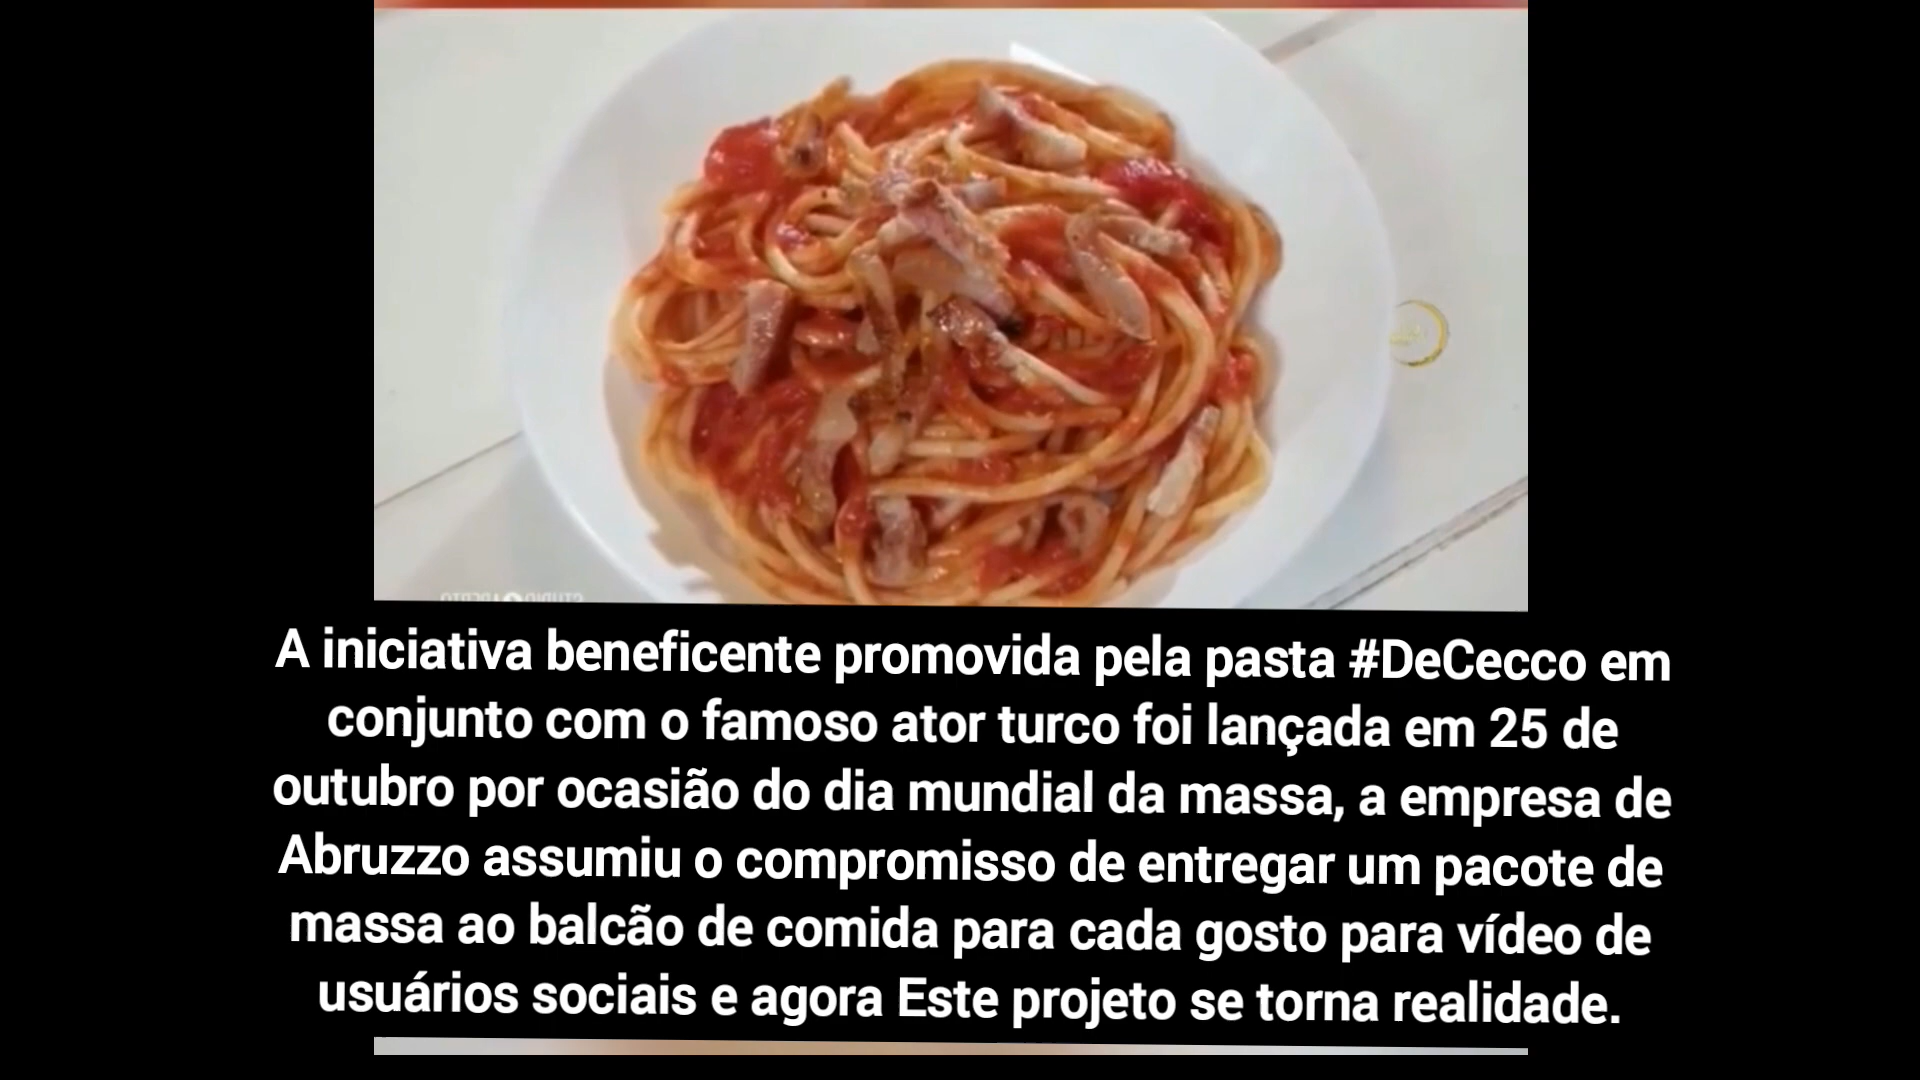 A iniciativa beneficente promovida pela pasta #DeCecco em
conjunto com o famoso ator turco foi lançada em 25 de
outubro por ocasião do dia mundial da massa, a empresa de
Abruzzo assumiu o compromisso de entregar um pacote de
massa ao balcão de comida para cada gosto para vídeo de
usuários sociais e agora Este projeto se torna realidade.